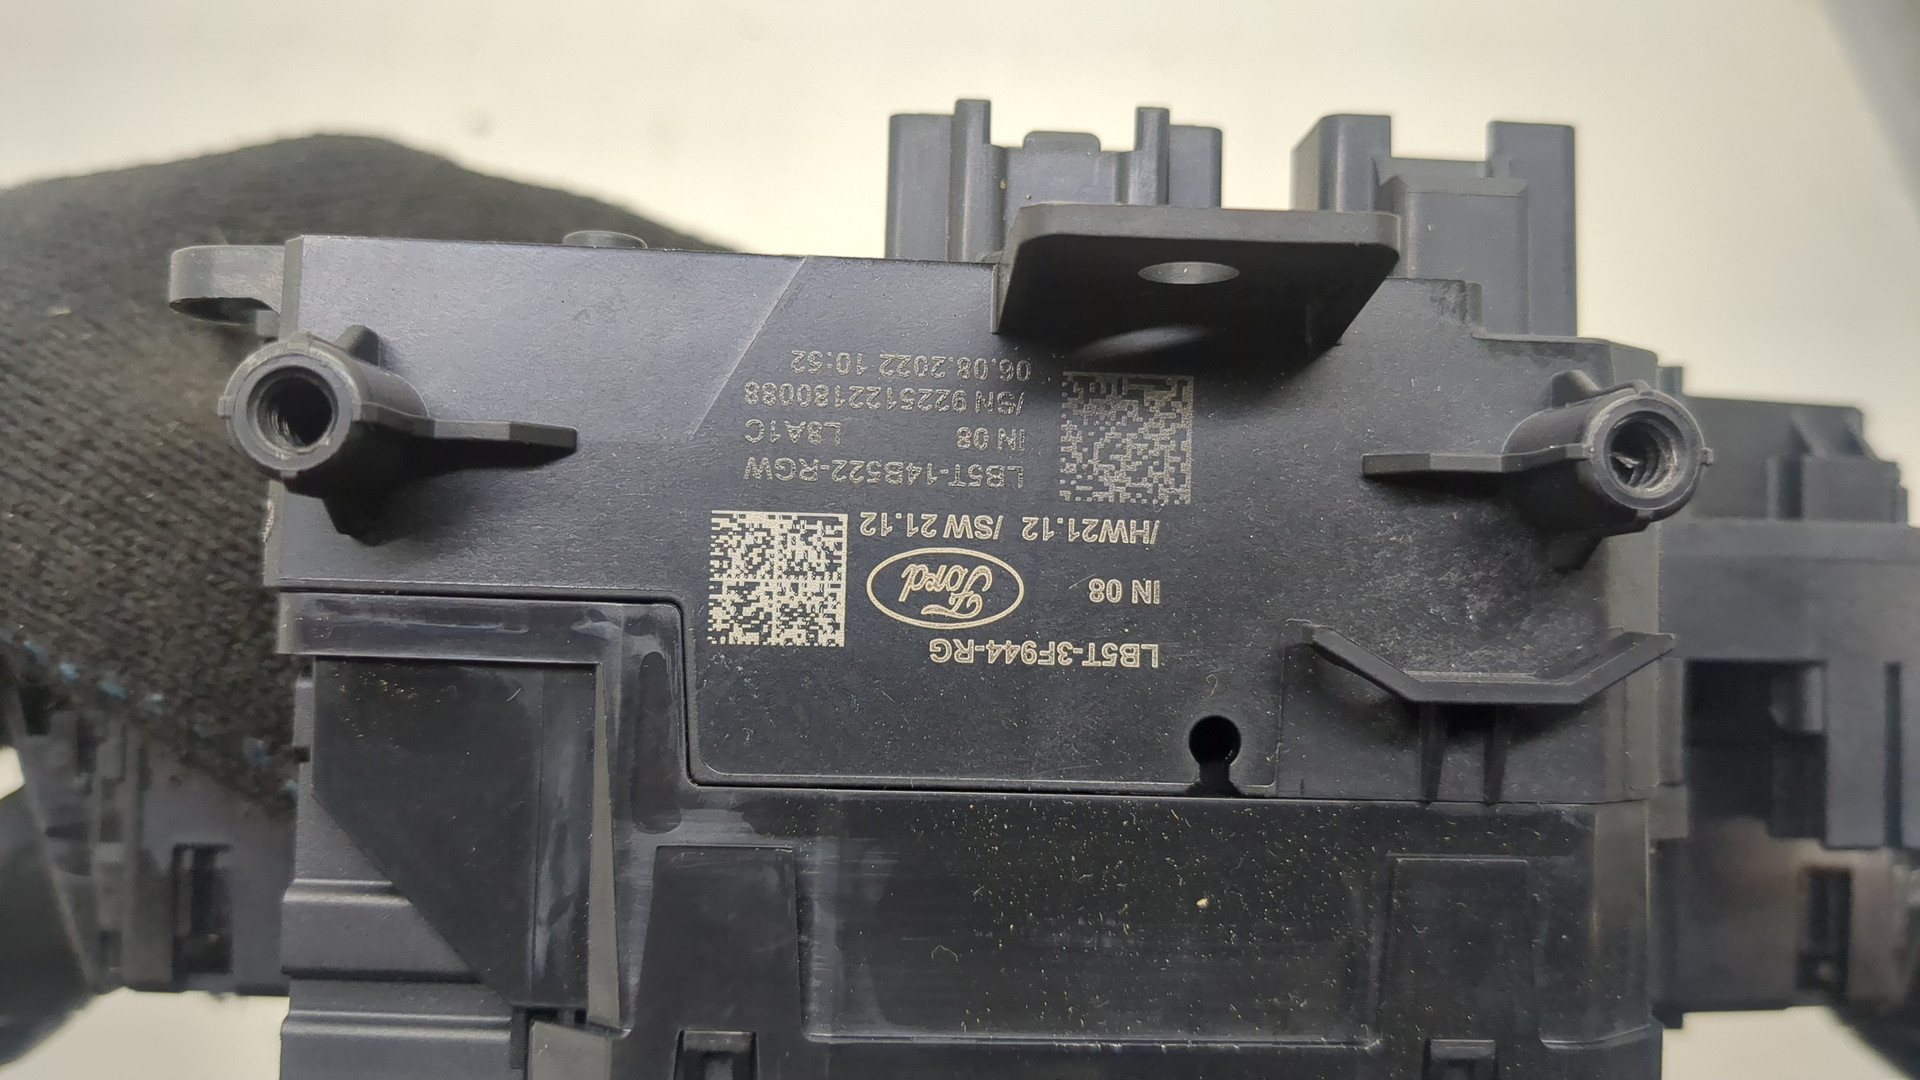 LB5T-3F944-RG
IN 08
Ford
/HW21.12 /SW 21.12
LB5T-14B522-RGW
IN 08 L8A1C
/SN 9225122180088
06.08.2022 10:52